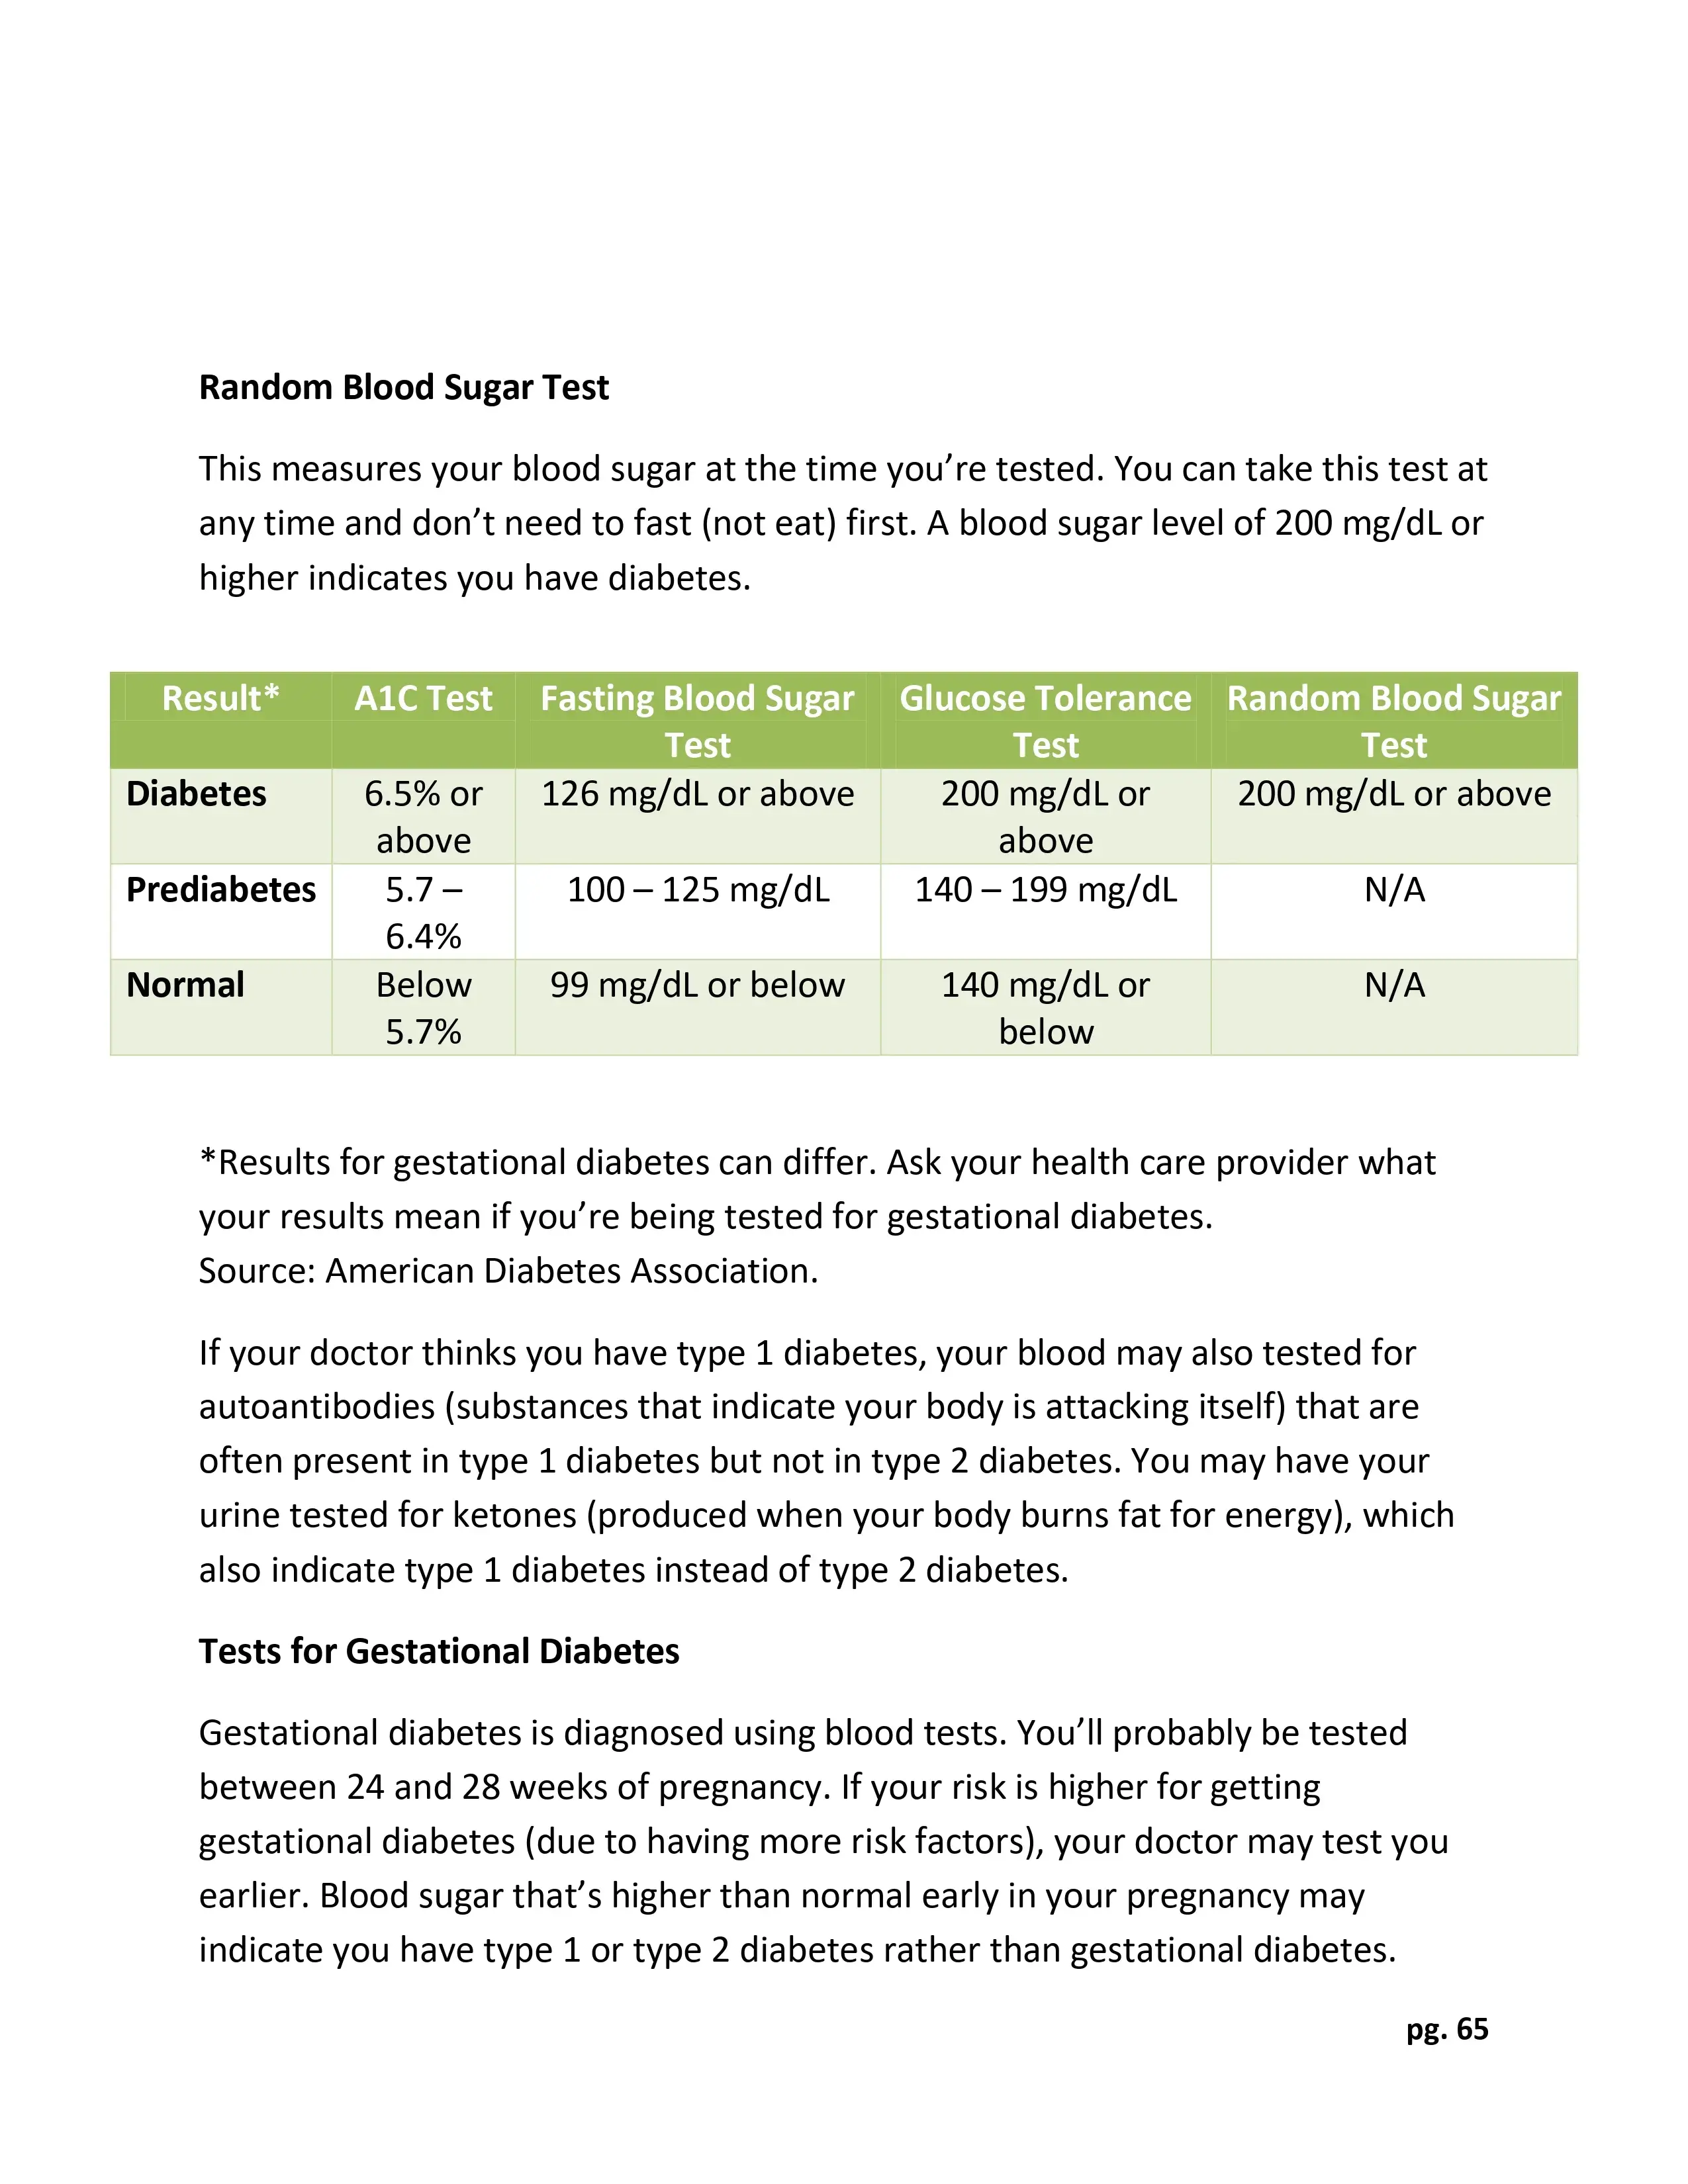 Random Blood Sugar Test
This measures your blood sugar at the time you’re tested. You can take this test at
any time and don’t need to fast (not eat) first. A blood sugar level of 200 mg/dL or
higher indicates you have diabetes.
Result* A1C Test Fasting Blood Sugar Glucose Tolerance Random Blood Sugar
Test Test Test
Diabetes 6.5% or 126 mg/dL or above 200 mg/dL or 200 mg/dL or above
above above
Prediabetes 5.7 – 100 – 125 mg/dL 140 – 199 mg/dL N/A
6.4%
Normal Below 99 mg/dL or below 140 mg/dL or N/A
5.7% below
*Results for gestational diabetes can differ. Ask your health care provider what
your results mean if you’re being tested for gestational diabetes.
Source: American Diabetes Association.
If your doctor thinks you have type 1 diabetes, your blood may also tested for
autoantibodies (substances that indicate your body is attacking itself) that are
often present in type 1 diabetes but not in type 2 diabetes. You may have your
urine tested for ketones (produced when your body burns fat for energy), which
also indicate type 1 diabetes instead of type 2 diabetes.
Tests for Gestational Diabetes
Gestational diabetes is diagnosed using blood tests. You’ll probably be tested
between 24 and 28 weeks of pregnancy. If your risk is higher for getting
gestational diabetes (due to having more risk factors), your doctor may test you
earlier. Blood sugar that’s higher than normal early in your pregnancy may
indicate you have type 1 or type 2 diabetes rather than gestational diabetes.
pg. 65